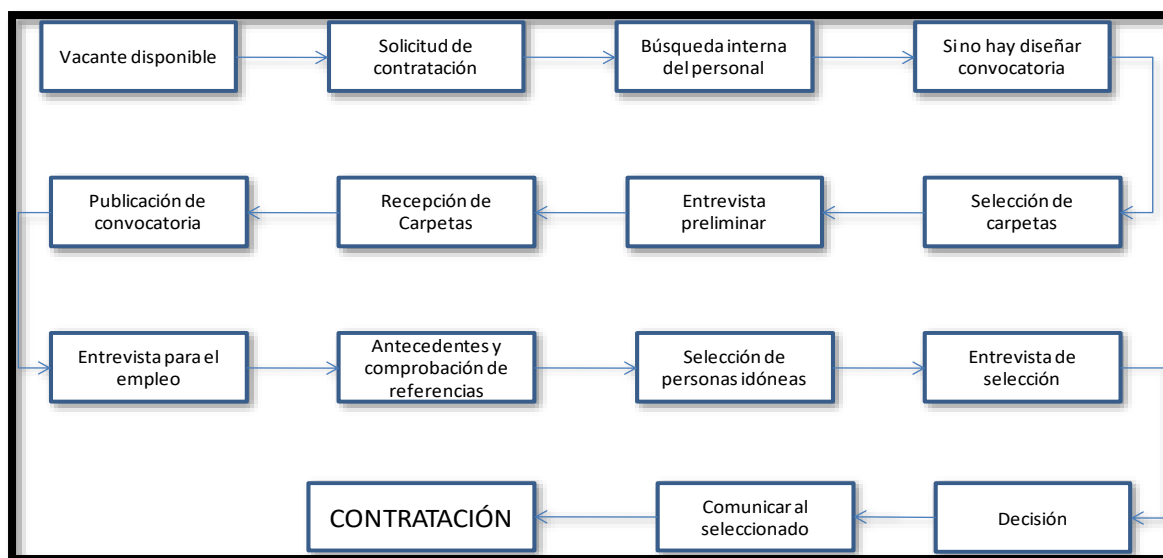 Vacante disponible
Solicitud de
contratación
Búsqueda interna
del personal
Si no hay diseñar
convocatoria
Publicación de
convocatoria
Recepción de
Carpetas
Entrevista
preliminar
Selección de
carpetas
Entrevista para el
empleo
Antecedentes y
comprobación de
referencias
Selección de
personas idóneas
Entrevista de
selección
CONTRATACIÓN
Comunicar al
seleccionado
Decisión